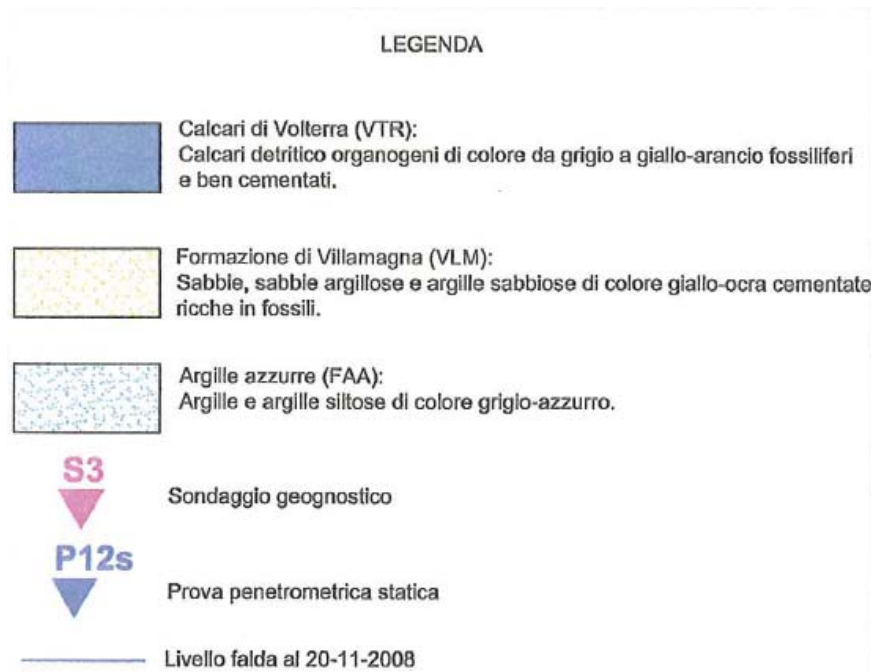 LEGENDA
Calcari di Volterra (VTR):
Calcari detritico organogeni di colore da grigio a giallo-arancio fossiliferi
e ben cementati.
Formazione di Villamagna (VLM):
Sabbie, sabbie argillose e argille sabbiose di colore giallo-ocra cementate
ricche in fossili.
Argille azzurre (FAA):
Argille e argille siltose di colore grigio-azzurro.
S3
Sondaggio geognostico
P12s
Prova penetrometrica statica
Livello falda al 20-11-2008